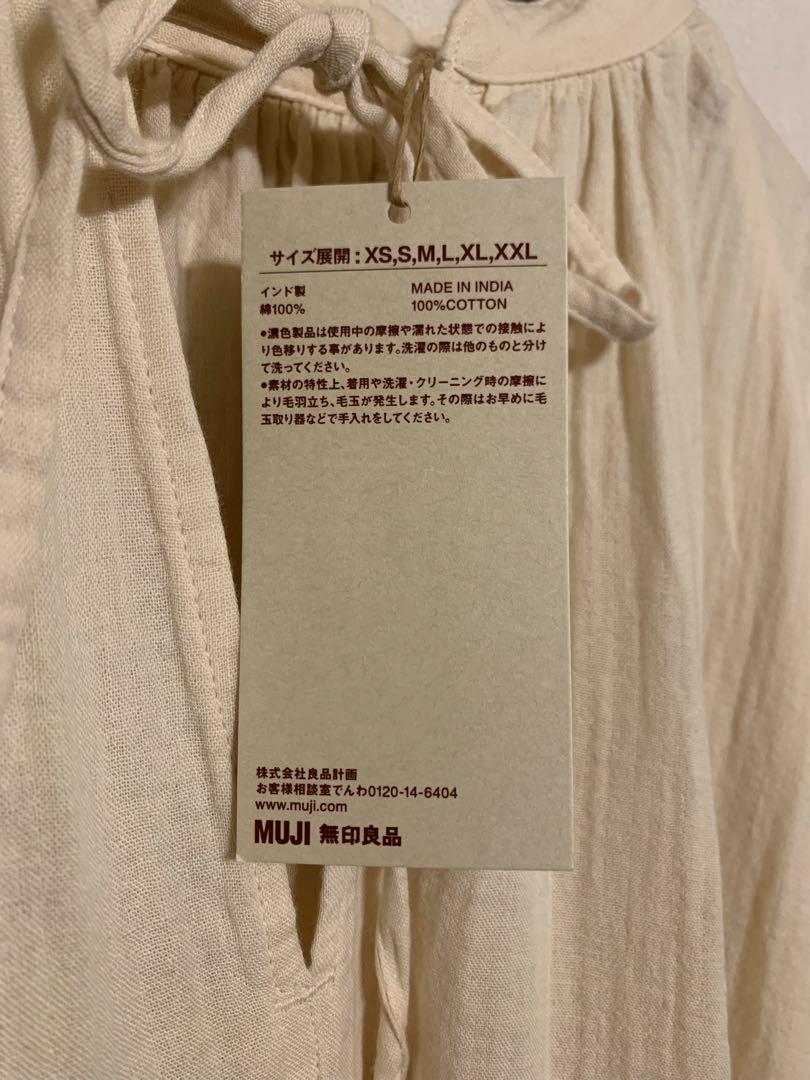 サイズ展開:XS,S,M,L,XL,XXL
インド製 MADE IN INDIA
綿100% 100%COTTON
●濃色製品は使用中の摩擦や濡れた状態での接触によ
り色移りする事があります。洗濯の際は他のものと分け
て洗ってください。
●素材の特性上、着用や洗濯・クリーニング時の摩擦に
より毛羽立ち、毛玉が発生します。その際はお早めに毛
玉取り器などで手入れをしてください。
株式会社良品計画
お客様相談室でんわ0120-14-6404
www.muji.com
MUJI 無印良品